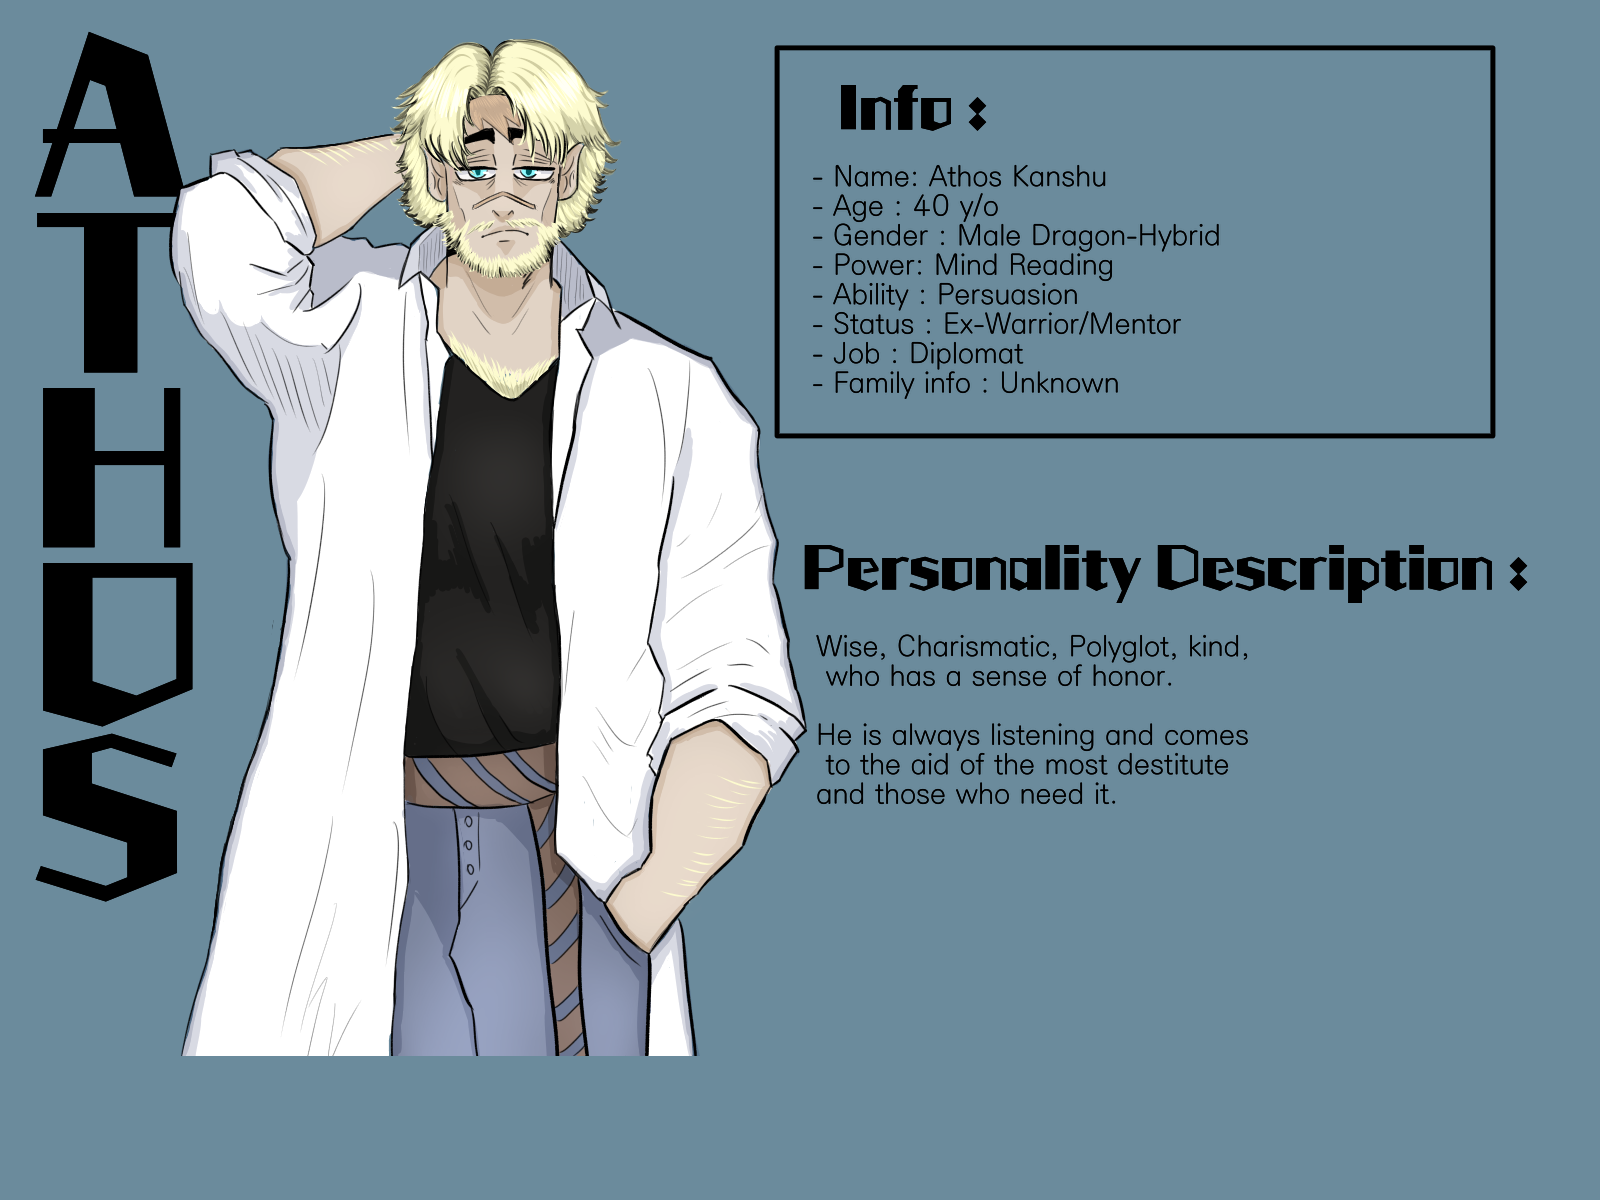 ATHOS
Info :
- Name: Athos Kanshu
- Age : 40 y/o
- Gender : Male Dragon-Hybrid
- Power: Mind Reading
- Ability : Persuasion
- Status : Ex-Warrior/Mentor
- Job : Diplomat
- Family info : Unknown
Personality Description :
Wise, Charismatic, Polyglot, kind,
who has a sense of honor.
He is always listening and comes
to the aid of the most destitute
and those who need it.